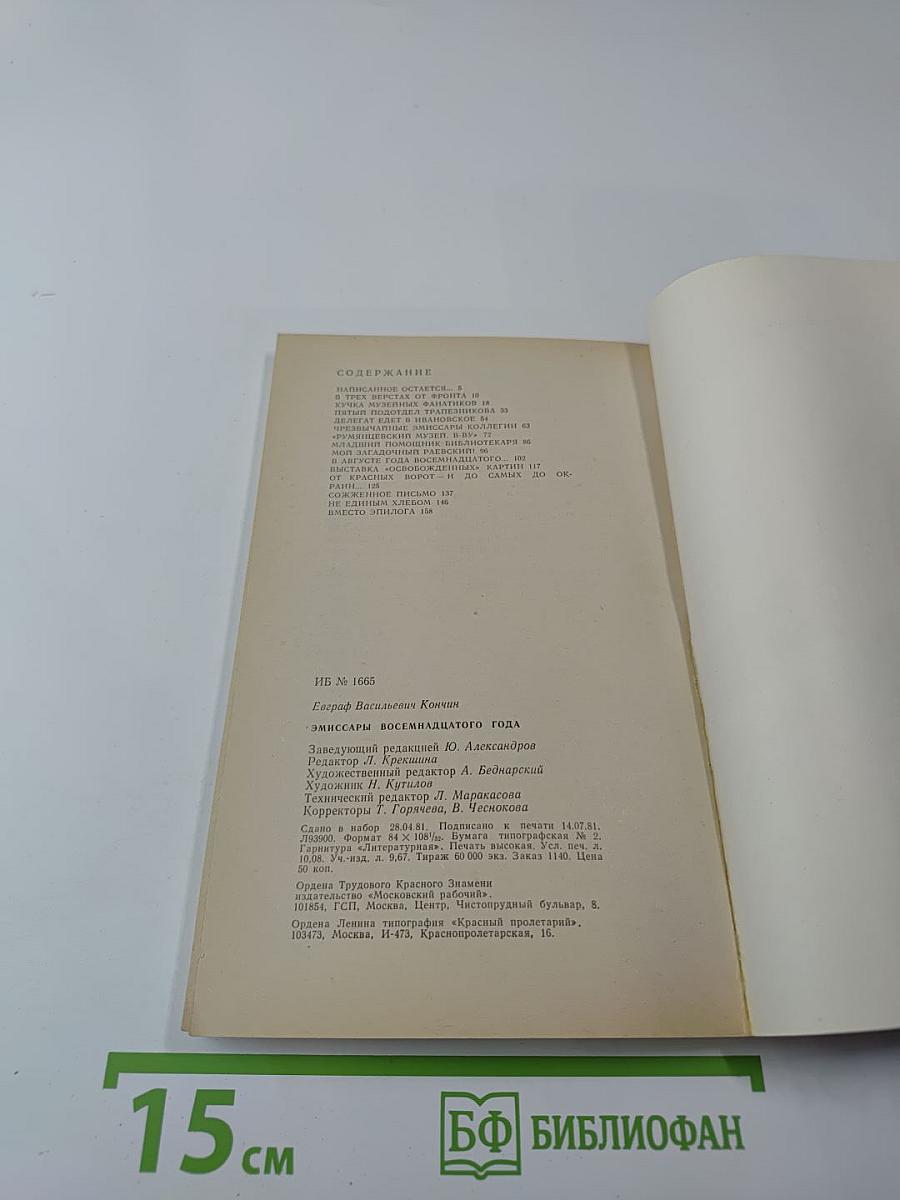 СОДЕРЖАНИЕ
НАПИСАННОЕ ОСТАЕТСЯ... 5
В ТРЕХ ВЕРСТАХ ОТ ФРОНТА 10
КУЧКА МУЗЕЙНЫХ ФАНАТИКОВ 18
ПЯТЫЙ ПОДОТДЕЛ ТРАПЕЗНИКОВА 33
ДЕЛЕГАТ ЕДЕТ В ИВАНОВСКОЕ 54
ЧРЕЗВЫЧАЙНЫЕ ЭМИССАРЫ КОЛЛЕГИИ 63
«РУМЯНЦЕВСКИЙ МУЗЕЙ. В-ВУ» 72
МЛАДШИЙ ПОМОЩНИК БИБЛИОТЕКАРЯ 86
МОЙ ЗАГАДОЧНЫЙ РАЕВСКИЙ! 96
В АВГУСТЕ ГОДА ВОСЕМНАДЦАТОГО... 102
ВЫСТАВКА «ОСВОБОЖДЕННЫХ» КАРТИН 117
ОТ КРАСНЫХ ВОРОТ — И ДО САМЫХ ДО ОК-
РАИН... 125
СОЖЖЕННОЕ ПИСЬМО 137
НЕ ЕДИНЫМ ХЛЕБОМ 146
ВМЕСТО ЭПИЛОГА 158
ИБ № 1665
Евграф Васильевич Кончин
ЭМИССАРЫ ВОСЕМНАДЦАТОГО ГОДА
Заведующий редакцией Ю. Александров
Редактор Л. Крекшина
Художественный редактор А. Беднарский
Художник Н. Кутилов
Технический редактор Л. Маракасова
Корректоры Т. Горячева, В. Чеснокова
Сдано в набор 28.04.81. Подписано к печати 14.07.81.
Л93900. Формат 84 × 108¹/₃₂. Бумага типографская № 2.
Гарнитура «Литературная». Печать высокая. Усл. печ. л.
10,08. Уч.-изд. л. 9,67. Тираж 60 000 экз. Заказ 1140. Цена
50 коп.
Ордена Трудового Красного Знамени
издательство «Московский рабочий».
101854, ГСП, Москва, Центр, Чистопрудный бульвар, 8.
Ордена Ленина типография «Красный пролетарий».
103473, Москва, И-473, Краснопролетарская, 16.
15 см
БФ БИБЛИОФАН